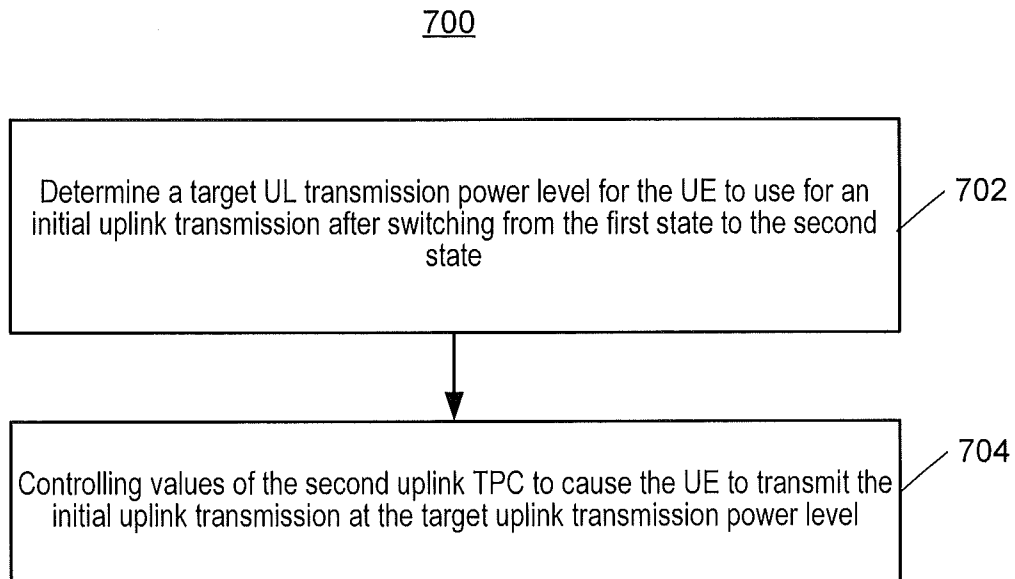 700
Determine a target UL transmission power level for the UE to use for an
initial uplink transmission after switching from the first state to the second
state
702
Controlling values of the second uplink TPC to cause the UE to transmit the
initial uplink transmission at the target uplink transmission power level
704